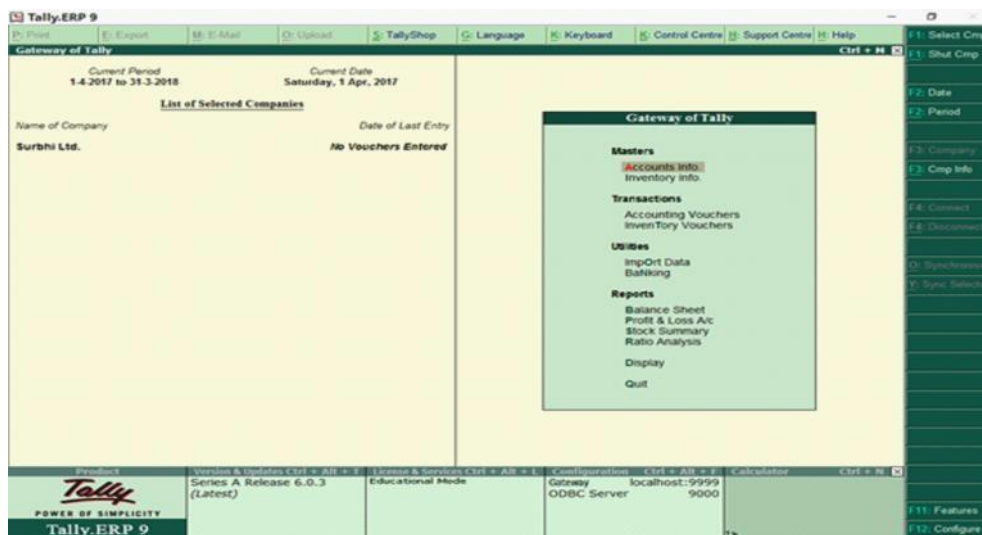 Tally.ERP 9
P: Print E: Export M: E-Mail O: Upload S: TallyShop G: Language K: Keyboard K: Control Centre H: Support Centre H: Help
Gateway of Tally Ctrl + M
Current Period
1-4-2017 to 31-3-2018
Current Date
Saturday, 1 Apr, 2017
List of Selected Companies
Name of Company Date of Last Entry
Surbhi Ltd. No Vouchers Entered
Gateway of Tally
Masters
Accounts Info.
Inventory Info.
Transactions
Accounting Vouchers
InvenTory Vouchers
Utilities
ImpOrt Data
BaNking
Reports
Balance Sheet
Profit & Loss A/c
Stock Summary
Ratio Analysis
Display
Quit
F1: Select Cmp
F1: Shut Cmp
F2: Date
F2: Period
F3: Company
F3: Cmp Info
F4: Connect
F4: Disconnect
O: Synchronise
Y: Sync Selecte
F11: Features
F12: Configure
Product
Tally
POWER OF SIMPLICITY
Tally.ERP 9
Version & Updates Ctrl + Alt + T
Series A Release 6.0.3
(Latest)
License & Services Ctrl + Alt + L
Educational Mode
Configuration Ctrl + Alt + F
Gateway localhost:9999
ODBC Server 9000
Calculator Ctrl + N
1>